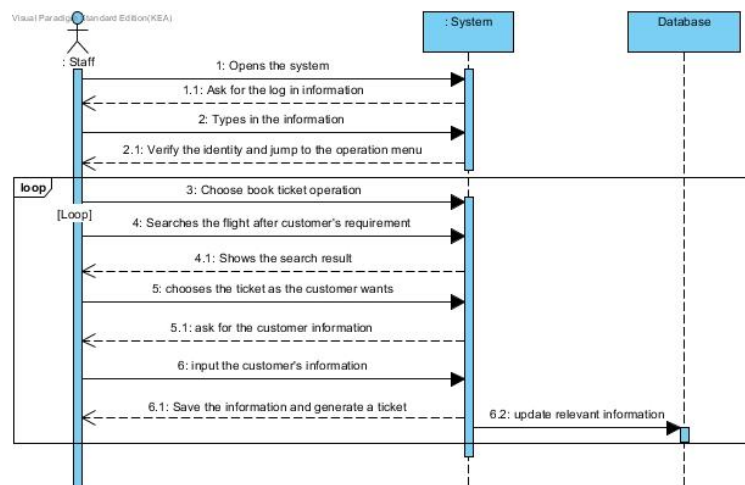 Visual Paradigm Standard Edition(KEA)
: Staff
: System
Database
1: Opens the system
1.1: Ask for the log in information
2: Types in the information
2.1: Verify the identity and jump to the operation menu
loop
3: Choose book ticket operation
[Loop]
4: Searches the flight after customer's requirement
4.1: Shows the search result
5: chooses the ticket as the customer wants
5.1: ask for the customer information
6: input the customer's information
6.1: Save the information and generate a ticket
6.2: update relevant information